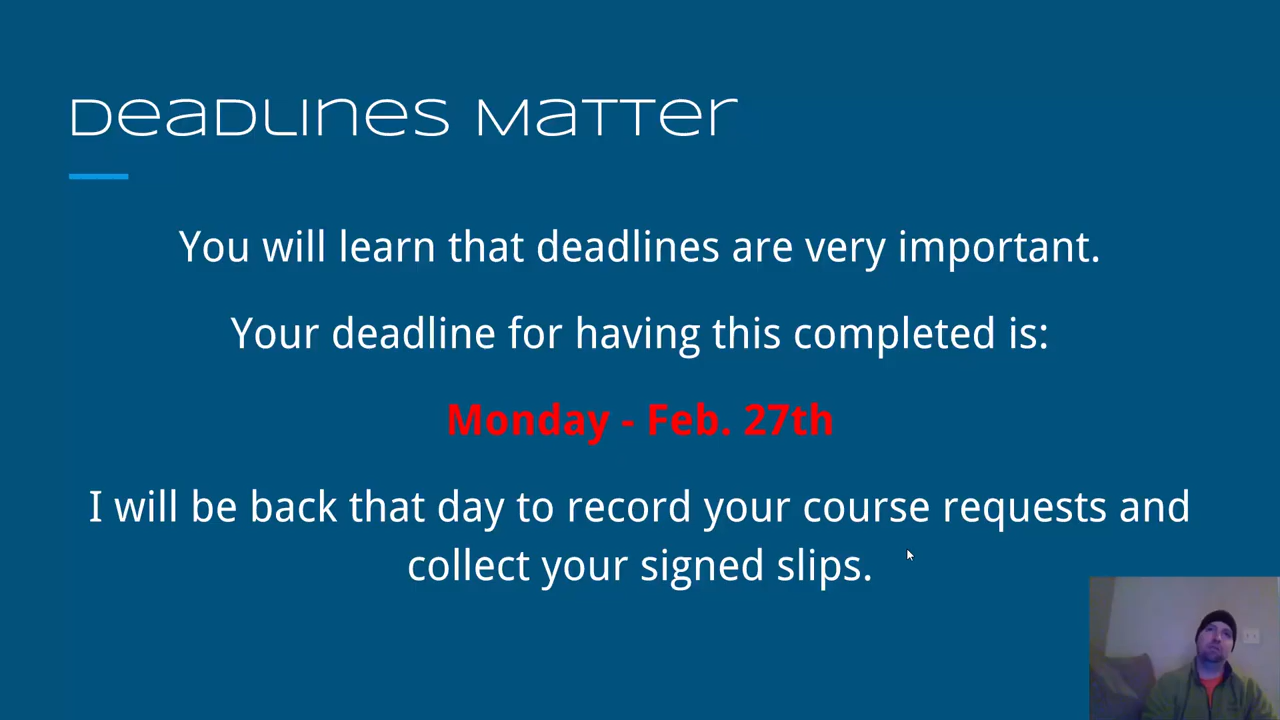 Deadlines Matter
You will learn that deadlines are very important.
Your deadline for having this completed is:
Monday - Feb. 27th
I will be back that day to record your course requests and
collect your signed slips.